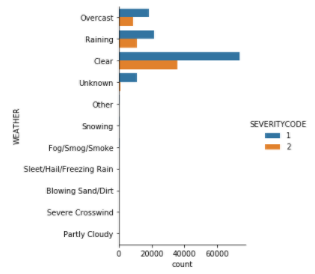 Overcast
Raining
Clear
Unknown
Other
Snowing
Fog/Smog/Smoke
Sleet/Hail/Freezing Rain
Blowing Sand/Dirt
Severe Crosswind
Partly Cloudy
WEATHER
0 20000 40000 60000
count
SEVERITYCODE
1
2